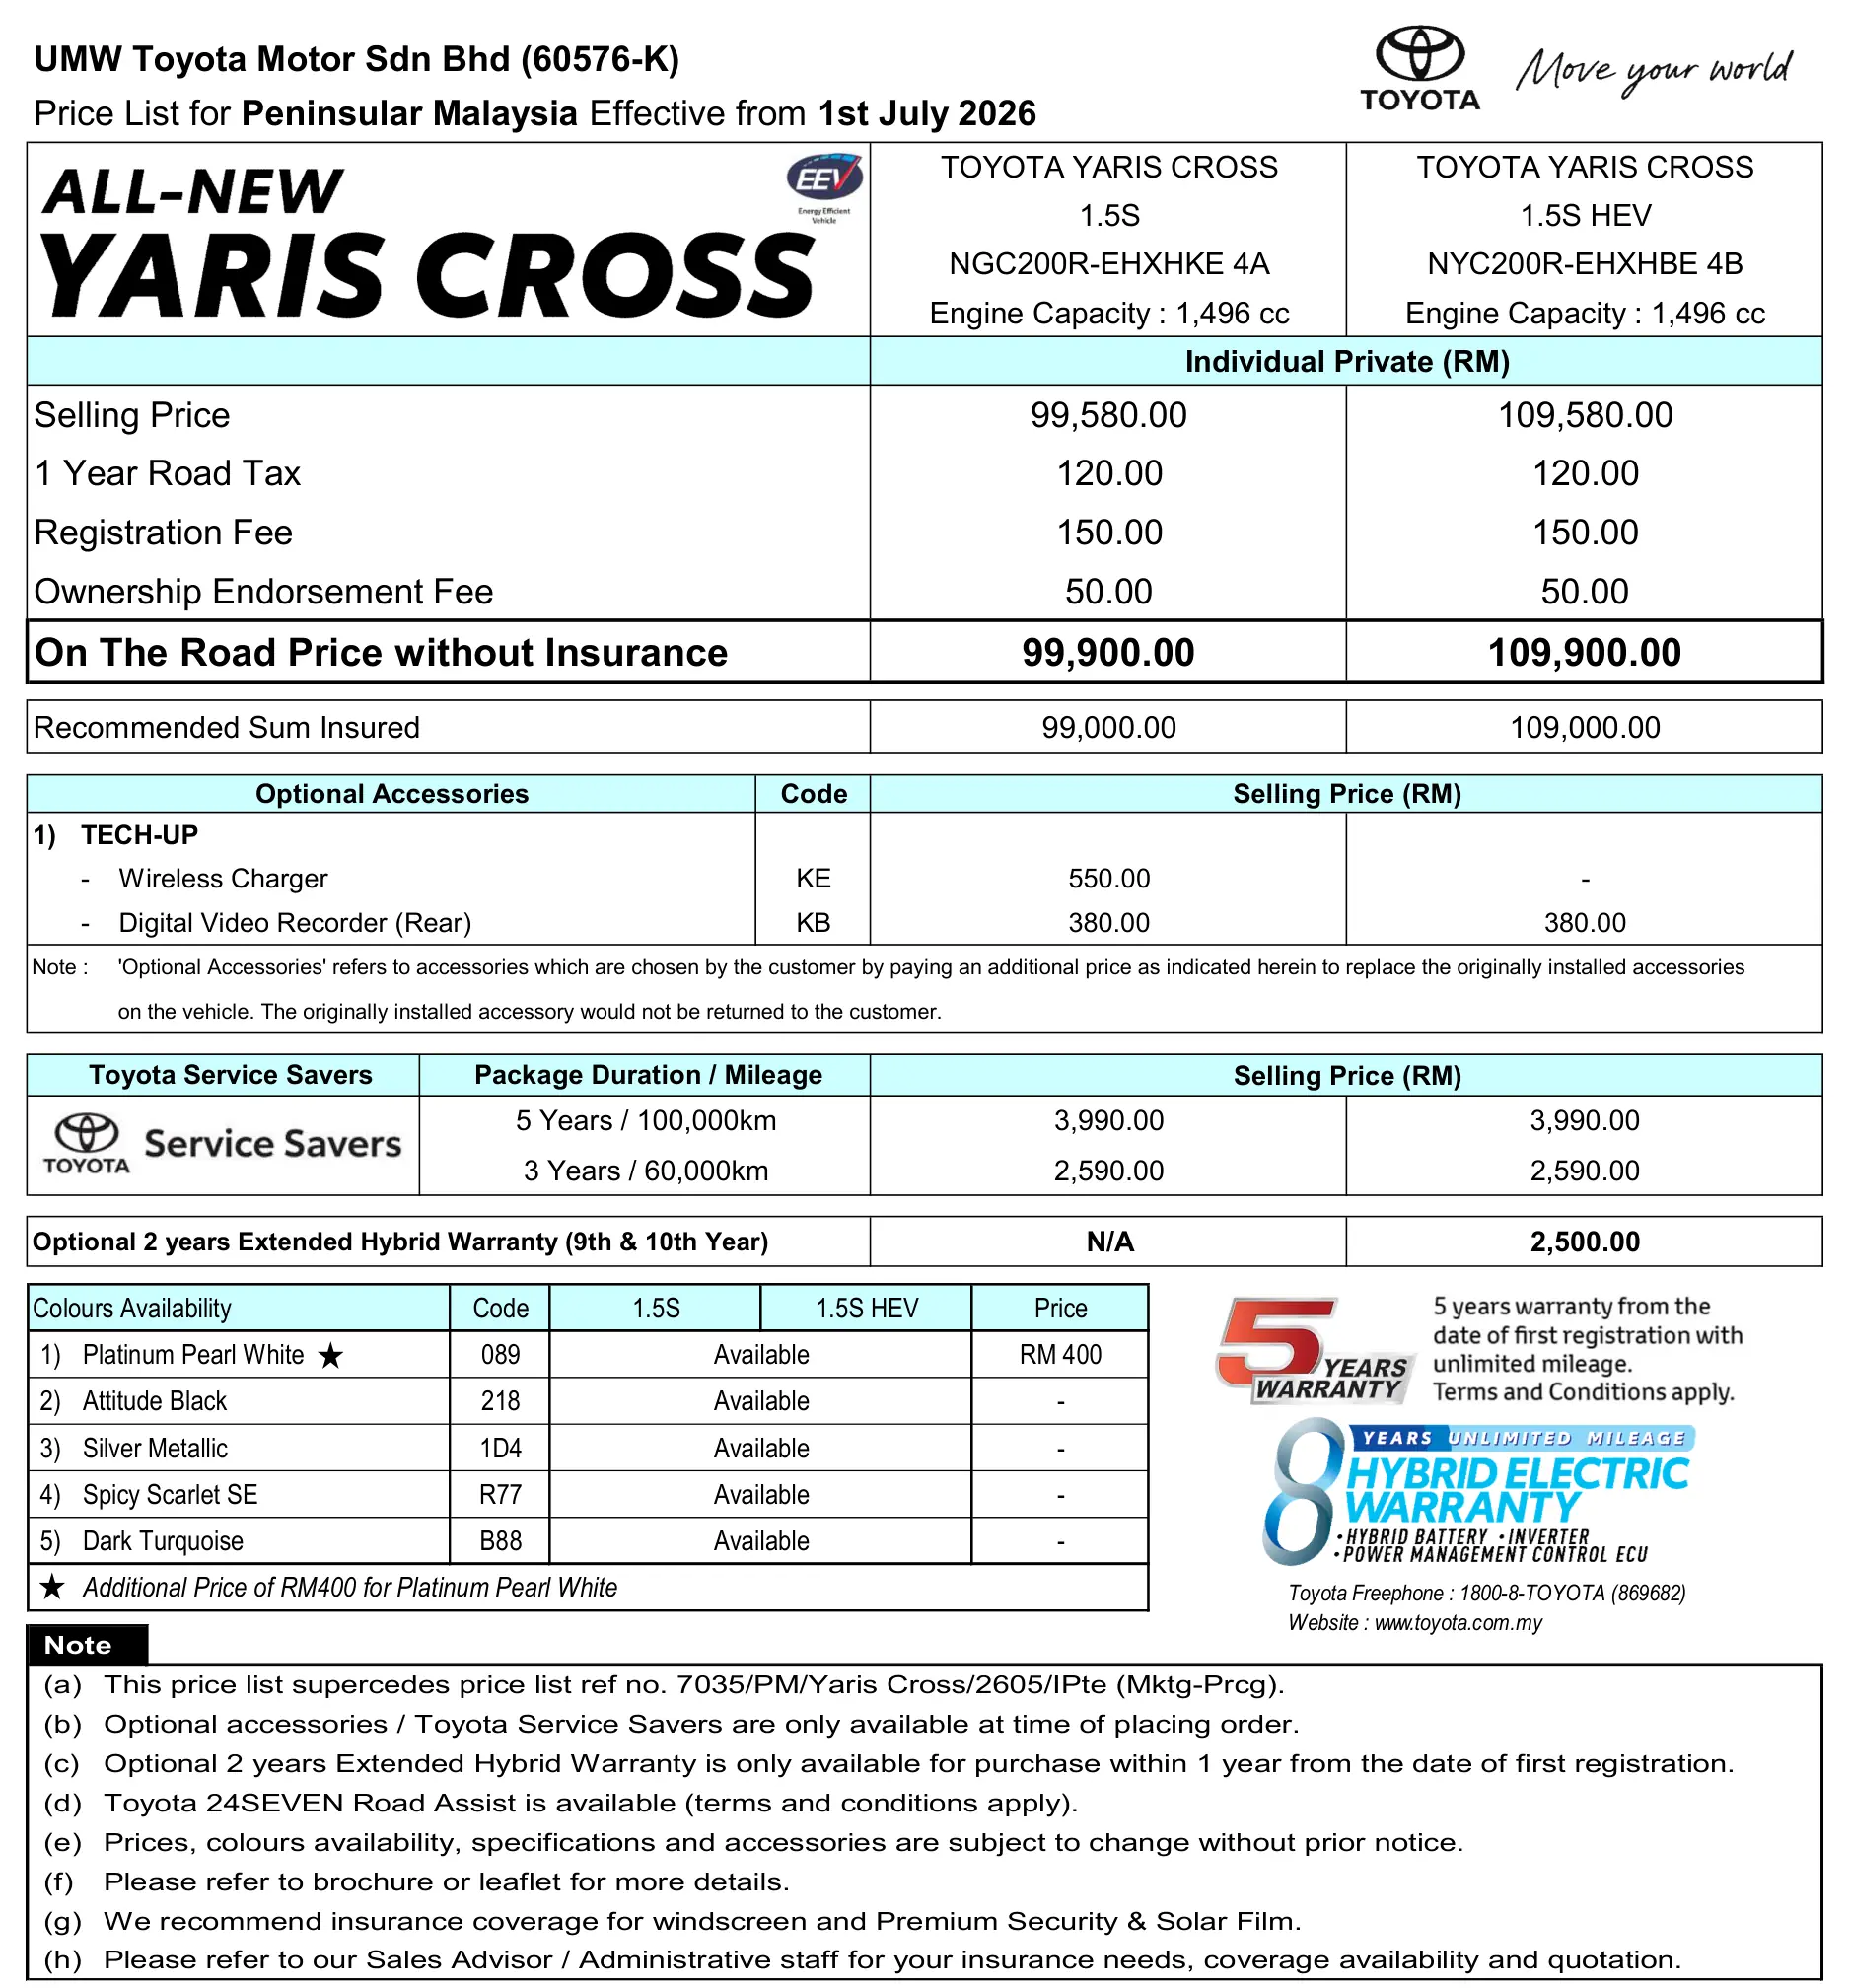 UMW Toyota Motor Sdn Bhd (60576-K)
Price List for Peninsular Malaysia Effective from 1st July 2026
TOYOTA
Move your world
ALL-NEW
YARIS CROSS
EEV
Energy Efficient
Vehicle
TOYOTA YARIS CROSS
1.5S
NGC200R-EHXHKE 4A
Engine Capacity : 1,496 cc
TOYOTA YARIS CROSS
1.5S HEV
NYC200R-EHXHBE 4B
Engine Capacity : 1,496 cc
Individual Private (RM)
Selling Price 99,580.00 109,580.00
1 Year Road Tax 120.00 120.00
Registration Fee 150.00 150.00
Ownership Endorsement Fee 50.00 50.00
On The Road Price without Insurance 99,900.00 109,900.00
Recommended Sum Insured 99,000.00 109,000.00
Optional Accessories Code Selling Price (RM)
1) TECH-UP
- Wireless Charger KE 550.00 -
- Digital Video Recorder (Rear) KB 380.00 380.00
Note : 'Optional Accessories' refers to accessories which are chosen by the customer by paying an additional price as indicated herein to replace the originally installed accessories
on the vehicle. The originally installed accessory would not be returned to the customer.
Toyota Service Savers Package Duration / Mileage Selling Price (RM)
TOYOTA Service Savers
5 Years / 100,000km 3,990.00 3,990.00
3 Years / 60,000km 2,590.00 2,590.00
Optional 2 years Extended Hybrid Warranty (9th & 10th Year) N/A 2,500.00
Colours Availability Code 1.5S 1.5S HEV Price
1) Platinum Pearl White ★ 089 Available RM 400
2) Attitude Black 218 Available -
3) Silver Metallic 1D4 Available -
4) Spicy Scarlet SE R77 Available -
5) Dark Turquoise B88 Available -
★ Additional Price of RM400 for Platinum Pearl White
5 YEARS
WARRANTY
5 years warranty from the
date of first registration with
unlimited mileage.
Terms and Conditions apply.
8 YEARS UNLIMITED MILEAGE
HYBRID ELECTRIC
WARRANTY
• HYBRID BATTERY • INVERTER
• POWER MANAGEMENT CONTROL ECU
Toyota Freephone : 1800-8-TOYOTA (869682)
Website : www.toyota.com.my
Note
(a) This price list supercedes price list ref no. 7035/PM/Yaris Cross/2605/IPte (Mktg-Prcg).
(b) Optional accessories / Toyota Service Savers are only available at time of placing order.
(c) Optional 2 years Extended Hybrid Warranty is only available for purchase within 1 year from the date of first registration.
(d) Toyota 24SEVEN Road Assist is available (terms and conditions apply).
(e) Prices, colours availability, specifications and accessories are subject to change without prior notice.
(f) Please refer to brochure or leaflet for more details.
(g) We recommend insurance coverage for windscreen and Premium Security & Solar Film.
(h) Please refer to our Sales Advisor / Administrative staff for your insurance needs, coverage availability and quotation.